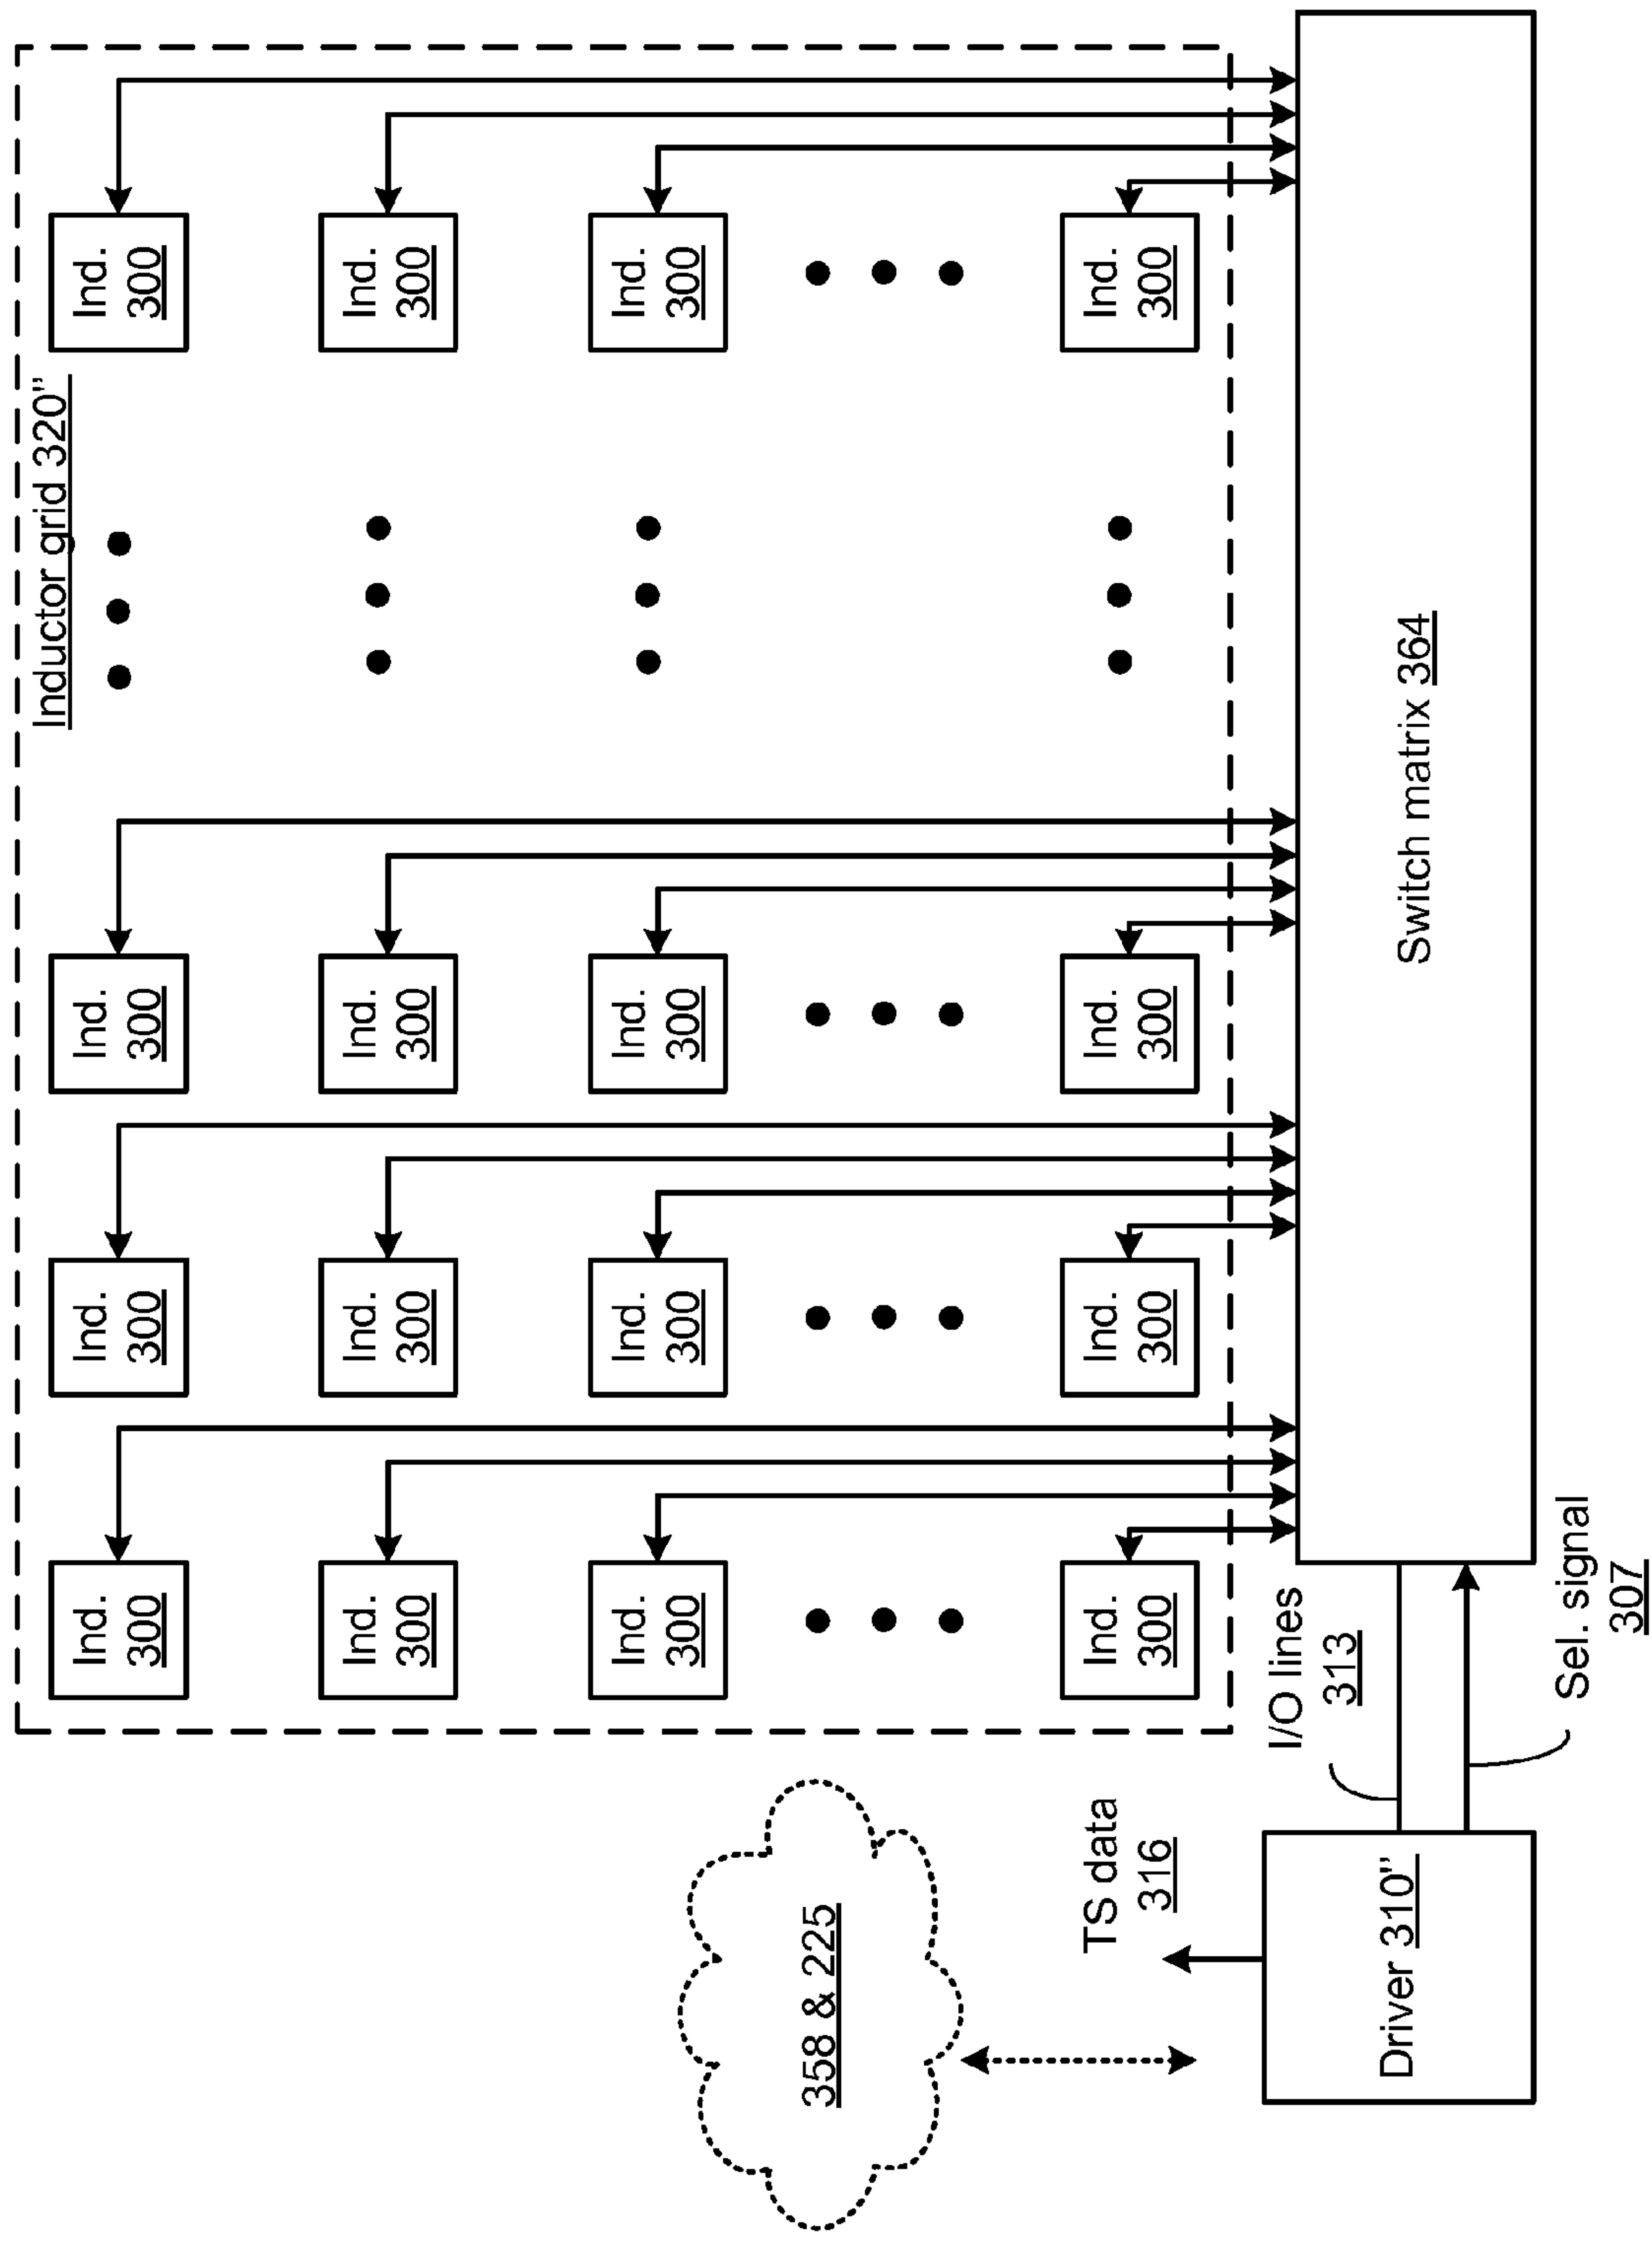 Inductor grid 320"
Ind.
300
Ind.
300
Ind.
300
Ind.
300
Ind.
300
Ind.
300
Ind.
300
Ind.
300
Ind.
300
Ind.
300
Ind.
300
Ind.
300
358 & 225
Ind.
300
Ind.
300
Ind.
300
Ind.
300
TS data
316
I/O lines
313
Driver 310"
Switch matrix 364
Sel. signal
307